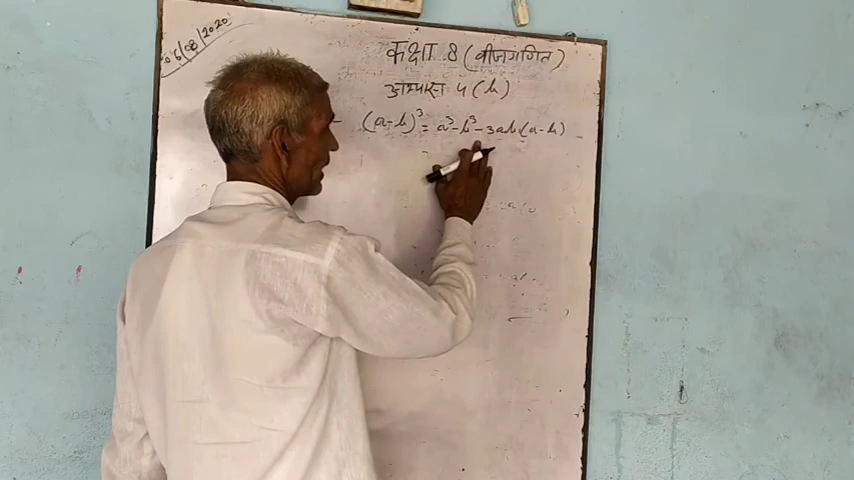 06/08/2020
कक्षा 8 (बीजगणित)
अभ्यास 4 (b)
(a-b)³ = a³-b³-3ab(a-b)